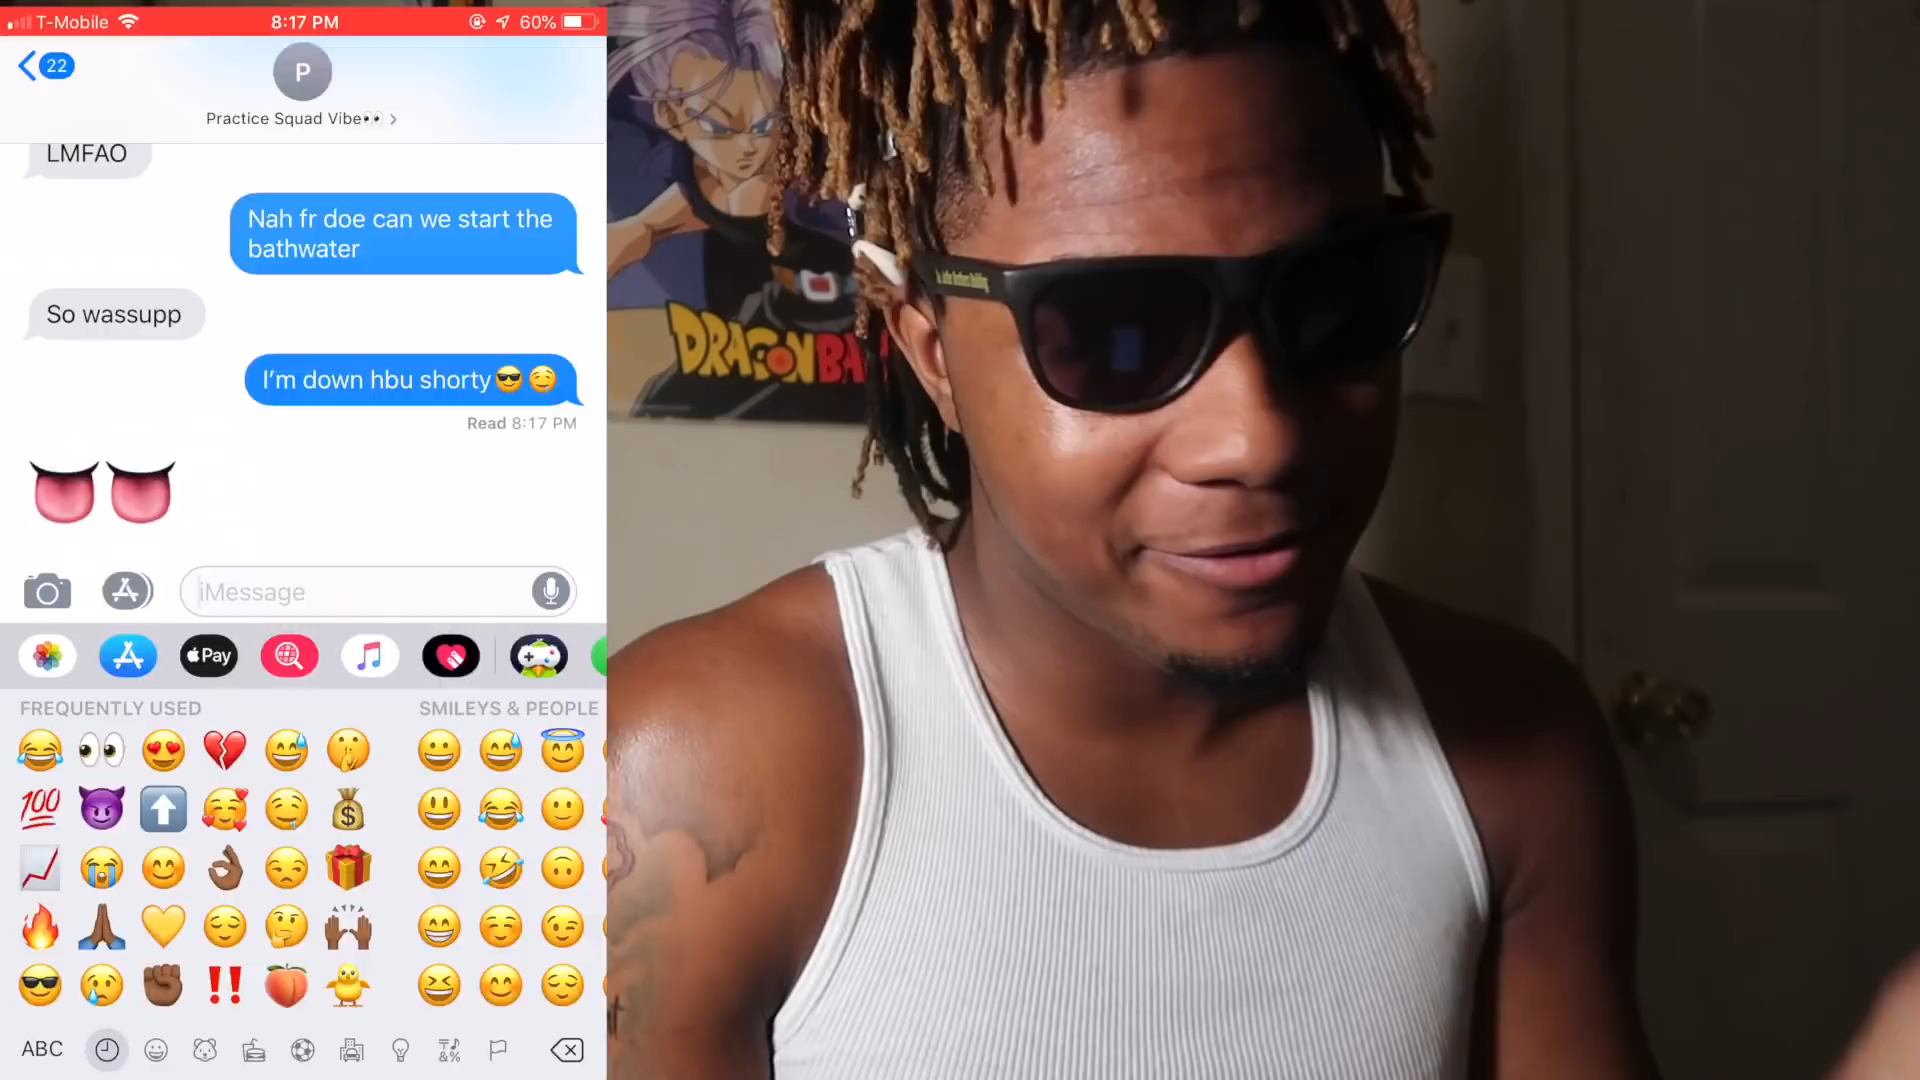 T-Mobile 8:17 PM 60%
22
P
Practice Squad Vibe👀 >
LMFAO
Nah fr doe can we start the
bathwater
So wassupp
I'm down hbu shorty😎🤤
Read 8:17 PM
👅👅
iMessage
Pay
FREQUENTLY USED SMILEYS & PEOPLE
100
ABC
DRAGONBA